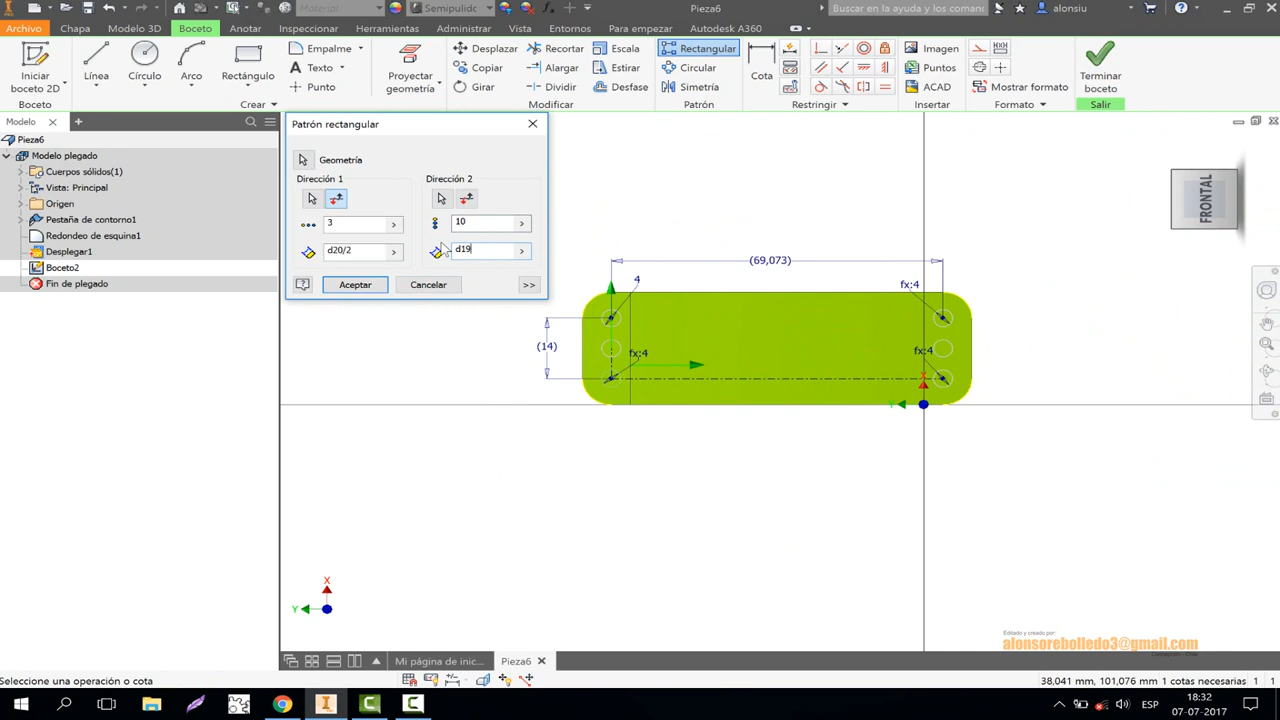 Material
Semipulido
Pieza6
Buscar en la ayuda y los comandos
alonsiu
Archivo
Chapa
Modelo 3D
Boceto
Anotar
Inspeccionar
Herramientas
Administrar
Vista
Entornos
Para empezar
Autodesk A360
Iniciar
boceto 2D
Línea
Círculo
Arco
Rectángulo
Empalme
Texto
Punto
Proyectar
geometría
Desplazar
Copiar
Girar
Recortar
Alargar
Dividir
Escala
Estirar
Desfase
Rectangular
Circular
Simetría
Cota
Imagen
Puntos
ACAD
Mostrar formato
Terminar
boceto
Boceto
Crear
Modificar
Patrón
Restringir
Insertar
Formato
Salir
Modelo
Pieza6
Modelo plegado
Cuerpos sólidos(1)
Vista: Principal
Origen
Pestaña de contorno1
Redondeo de esquina1
Desplegar1
Boceto2
Fin de plegado
Patrón rectangular
Geometría
Dirección 1
Dirección 2
3
10
d20/2
d19
Aceptar
Cancelar
>>
FRONTAL
(69,073)
4
fx:4
(14)
fx:4
fx:4
X
Y
X
Y
Editado y creado por:
alonsorebolledo3@gmail.com
Mi página de inic...
Pieza6
Seleccione una operación o cota
38,041 mm, 101,076 mm 1 cotas necesarias
1
1
ESP
18:32
07-07-2017